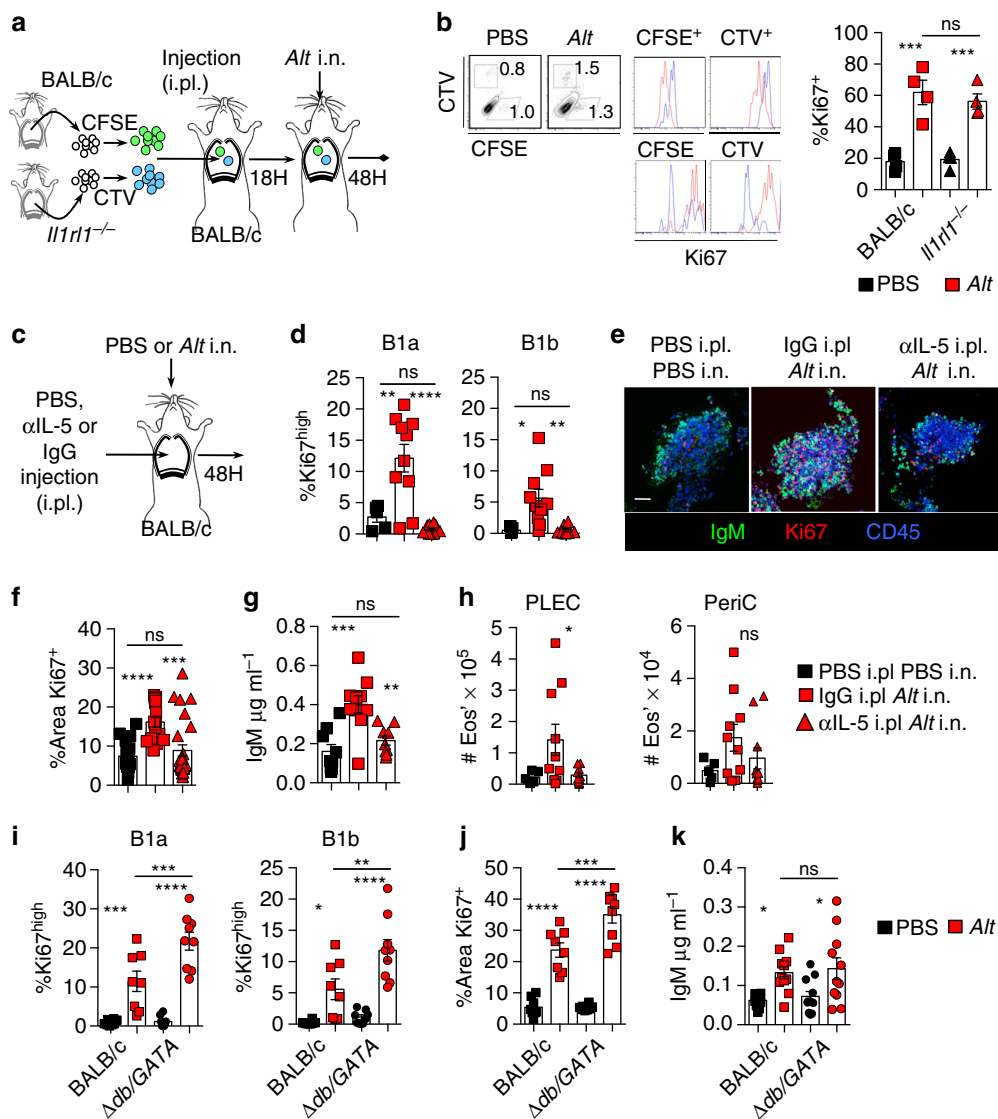 a
BALB/c
CFSE
CTV
Il1rl1–/–
Injection
(i.pl.)
Alt i.n.
18H
48H
BALB/c
b
PBS
Alt
CFSE+
CTV+
CTV
0.8
1.0
1.5
1.3
CFSE
CFSE
CTV
Ki67
ns
***
***
%Ki67+
100
80
60
40
20
0
BALB/c
Il1rl1–/–
PBS
Alt
c
PBS or Alt i.n.
PBS,
αIL-5 or
IgG
injection
(i.pl.)
48H
BALB/c
d
B1a
B1b
%Ki67high
ns
** ****
25
20
15
10
5
0
ns
* **
25
20
15
10
5
0
e
PBS i.pl.
PBS i.n.
IgG i.pl
Alt i.n.
αIL-5 i.pl.
Alt i.n.
IgM
Ki67
CD45
f
ns
****
***
%Area Ki67+
40
30
20
10
0
g
ns
***
**
IgM μg ml−1
0.8
0.6
0.4
0.2
0.0
h
PLEC
*
# Eos' × 10⁵
5
4
3
2
1
0
PeriC
ns
# Eos' × 10⁴
6
4
2
0
PBS i.pl PBS i.n.
IgG i.pl Alt i.n.
αIL-5 i.pl Alt i.n.
i
B1a
***
***
****
%Ki67high
40
30
20
10
0
BALB/c
Δdb/GATA
B1b
**
*
****
%Ki67high
25
20
15
10
5
0
BALB/c
Δdb/GATA
j
***
****
****
%Area Ki67+
50
40
30
20
10
0
BALB/c
Δdb/GATA
k
ns
*
*
IgM μg ml−1
0.4
0.3
0.2
0.1
0.0
BALB/c
Δdb/GATA
PBS
Alt